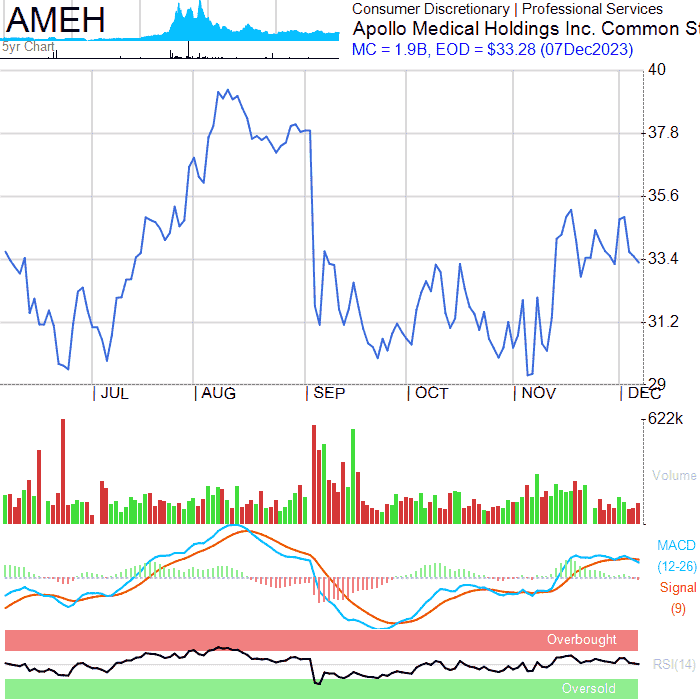 AMEH
5yr Chart
Consumer Discretionary | Professional Services
Apollo Medical Holdings Inc. Common St
MC = 1.9B, EOD = $33.28 (07Dec2023)
40
37.8
35.6
33.4
31.2
29
JUL
AUG
SEP
OCT
NOV
DEC
622k
Volume
MACD
(12-26)
Signal
(9)
Overbought
RSI(14)
Oversold